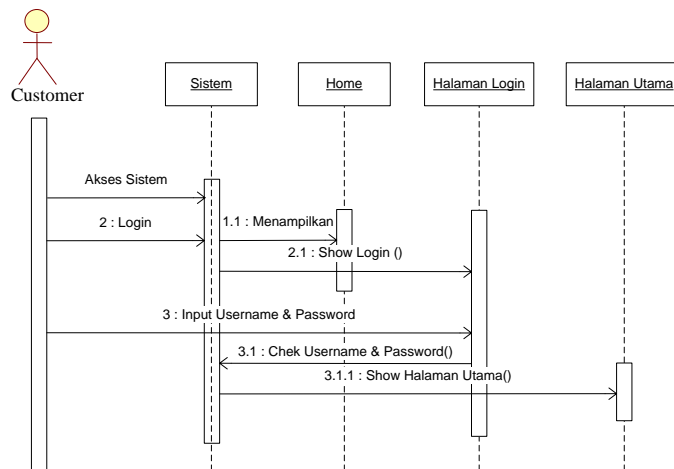 Customer
Sistem
Home
Halaman Login
Halaman Utama
Akses Sistem
2 : Login
1.1 : Menampilkan
2.1 : Show Login ()
3 : Input Username & Password
3.1 : Chek Username & Password()
3.1.1 : Show Halaman Utama()